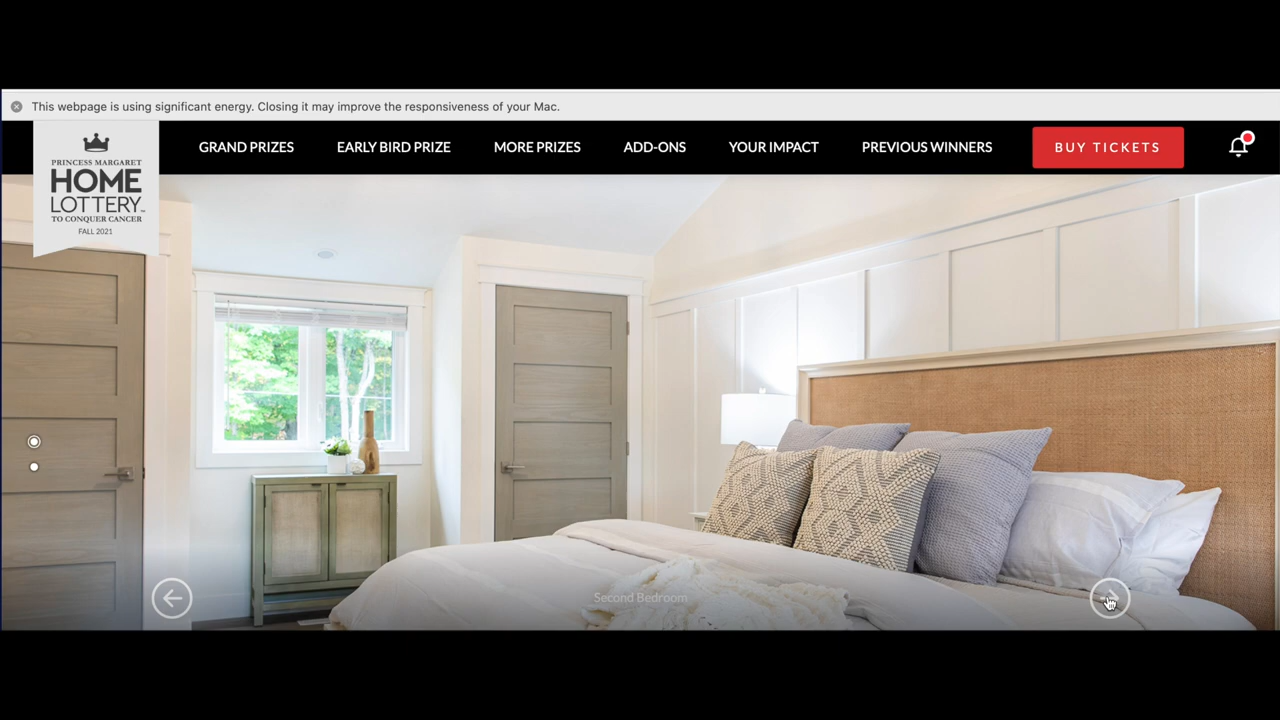 This webpage is using significant energy. Closing it may improve the responsiveness of your Mac.
PRINCESS MARGARET
HOME
LOTTERY™
TO CONQUER CANCER
FALL 2021
GRAND PRIZES
EARLY BIRD PRIZE
MORE PRIZES
ADD-ONS
YOUR IMPACT
PREVIOUS WINNERS
BUY TICKETS
Second Bedroom